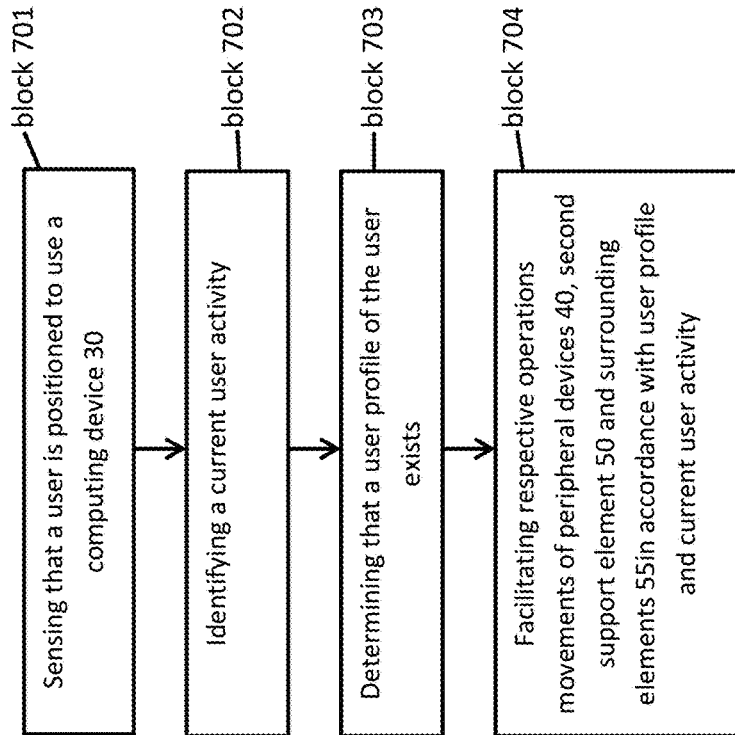 Sensing that a user is positioned to use a
computing device 30
block 701
Identifying a current user activity
block 702
Determining that a user profile of the user
exists
block 703
Facilitating respective operations
movements of peripheral devices 40, second
support element 50 and surrounding
elements 55in accordance with user profile
and current user activity
block 704